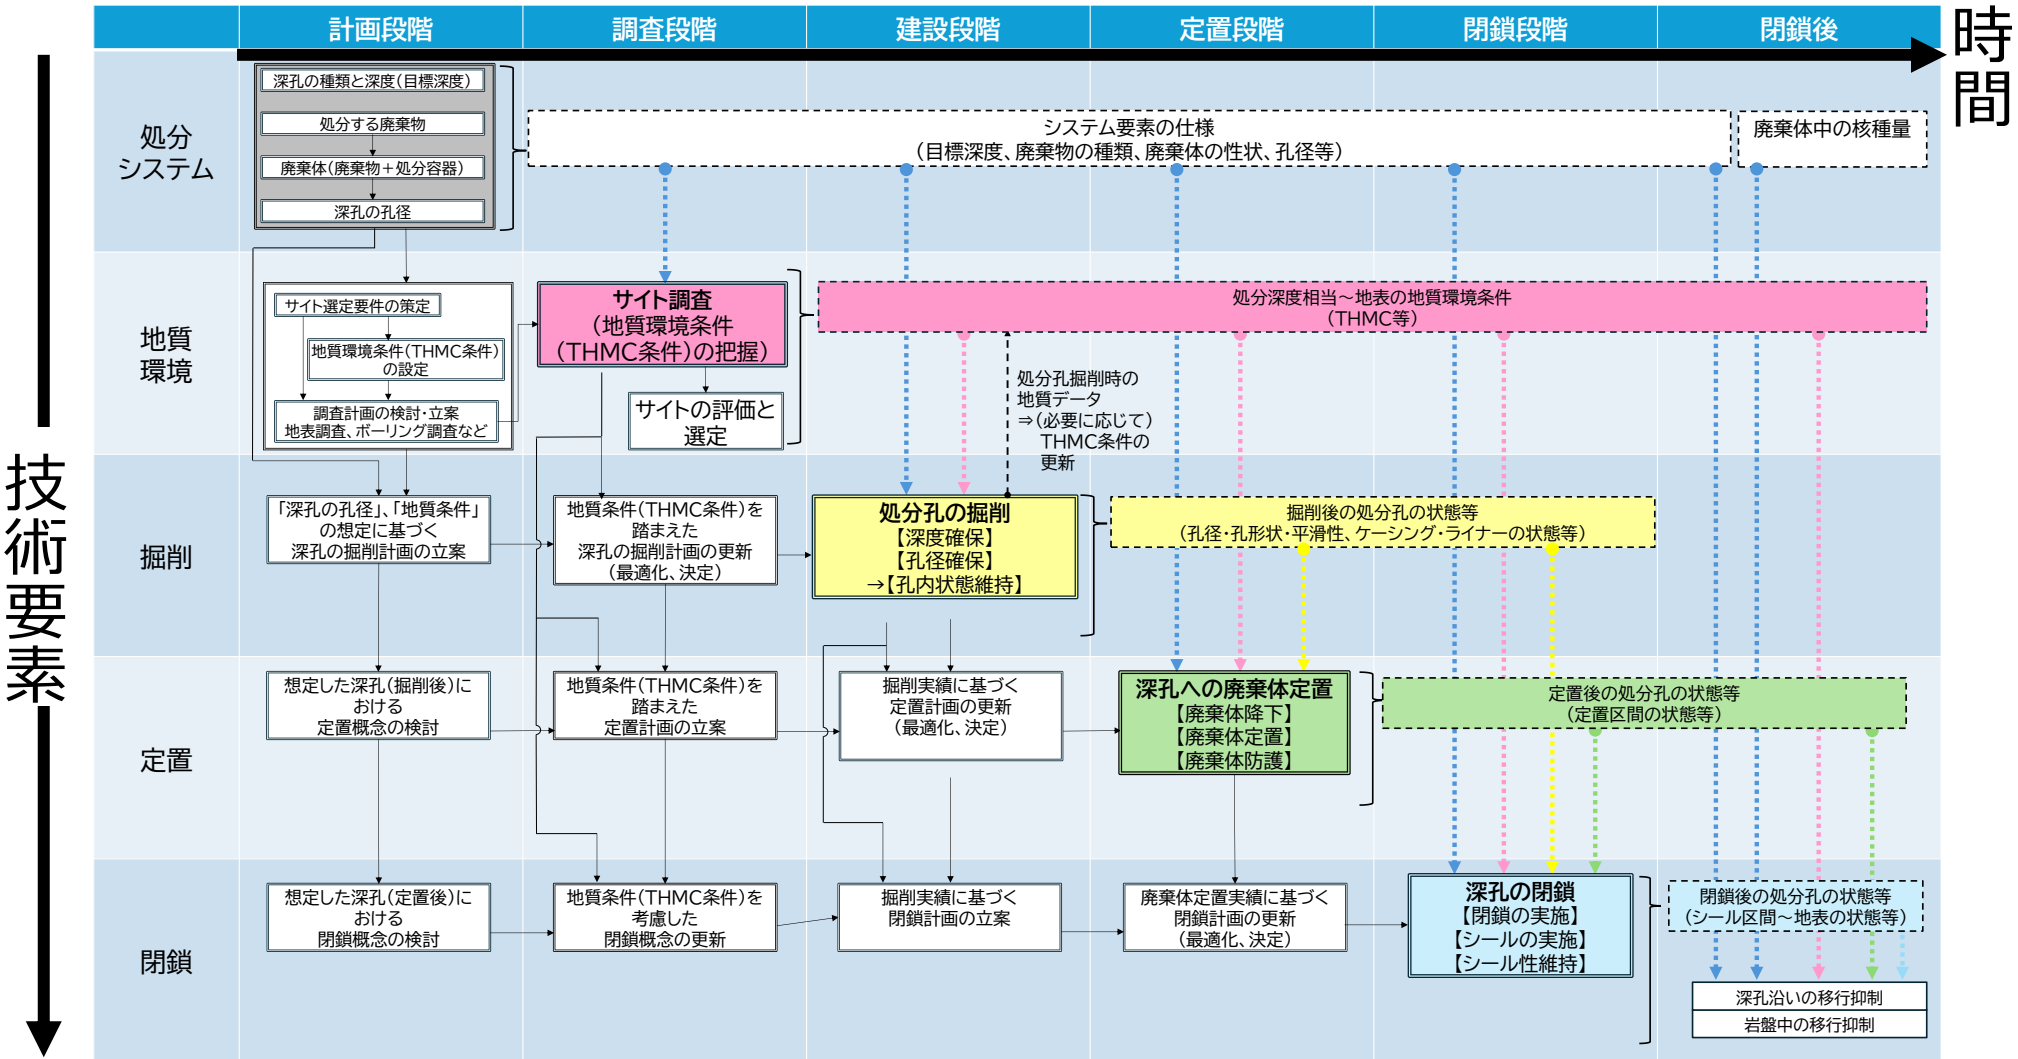 計画段階
調査段階
建設段階
定置段階
閉鎖段階
閉鎖後
時間
技術要素
処分
システム
深孔の種類と深度(目標深度)
処分する廃棄物
廃棄体(廃棄物+処分容器)
深孔の孔径
システム要素の仕様
(目標深度、廃棄物の種類、廃棄体の性状、孔径等)
廃棄体中の核種量
地質
環境
サイト選定要件の策定
地質環境条件(THMC条件)
の設定
調査計画の検討・立案
地表調査、ボーリング調査など
サイト調査
(地質環境条件
(THMC条件)の把握)
サイトの評価と
選定
処分深度相当~地表の地質環境条件
(THMC等)
処分孔掘削時の
地質データ
⇒(必要に応じて)
THMC条件の
更新
掘削
「深孔の孔径」、「地質条件」
の想定に基づく
深孔の掘削計画の立案
地質条件(THMC条件)を
踏まえた
深孔の掘削計画の更新
(最適化、決定)
処分孔の掘削
【深度確保】
【孔径確保】
→【孔内状態維持】
掘削後の処分孔の状態等
(孔径・孔形状・平滑性、ケーシング・ライナーの状態等)
定置
想定した深孔(掘削後)に
おける
定置概念の検討
地質条件(THMC条件)を
踏まえた
定置計画の立案
掘削実績に基づく
定置計画の更新
(最適化、決定)
深孔への廃棄体定置
【廃棄体降下】
【廃棄体定置】
【廃棄体防護】
定置後の処分孔の状態等
(定置区間の状態等)
閉鎖
想定した深孔(定置後)に
おける
閉鎖概念の検討
地質条件(THMC条件)を
考慮した
閉鎖概念の更新
掘削実績に基づく
閉鎖計画の立案
廃棄体定置実績に基づく
閉鎖計画の更新
(最適化、決定)
深孔の閉鎖
【閉鎖の実施】
【シールの実施】
【シール性維持】
閉鎖後の処分孔の状態等
(シール区間~地表の状態等)
深孔沿いの移行抑制
岩盤中の移行抑制